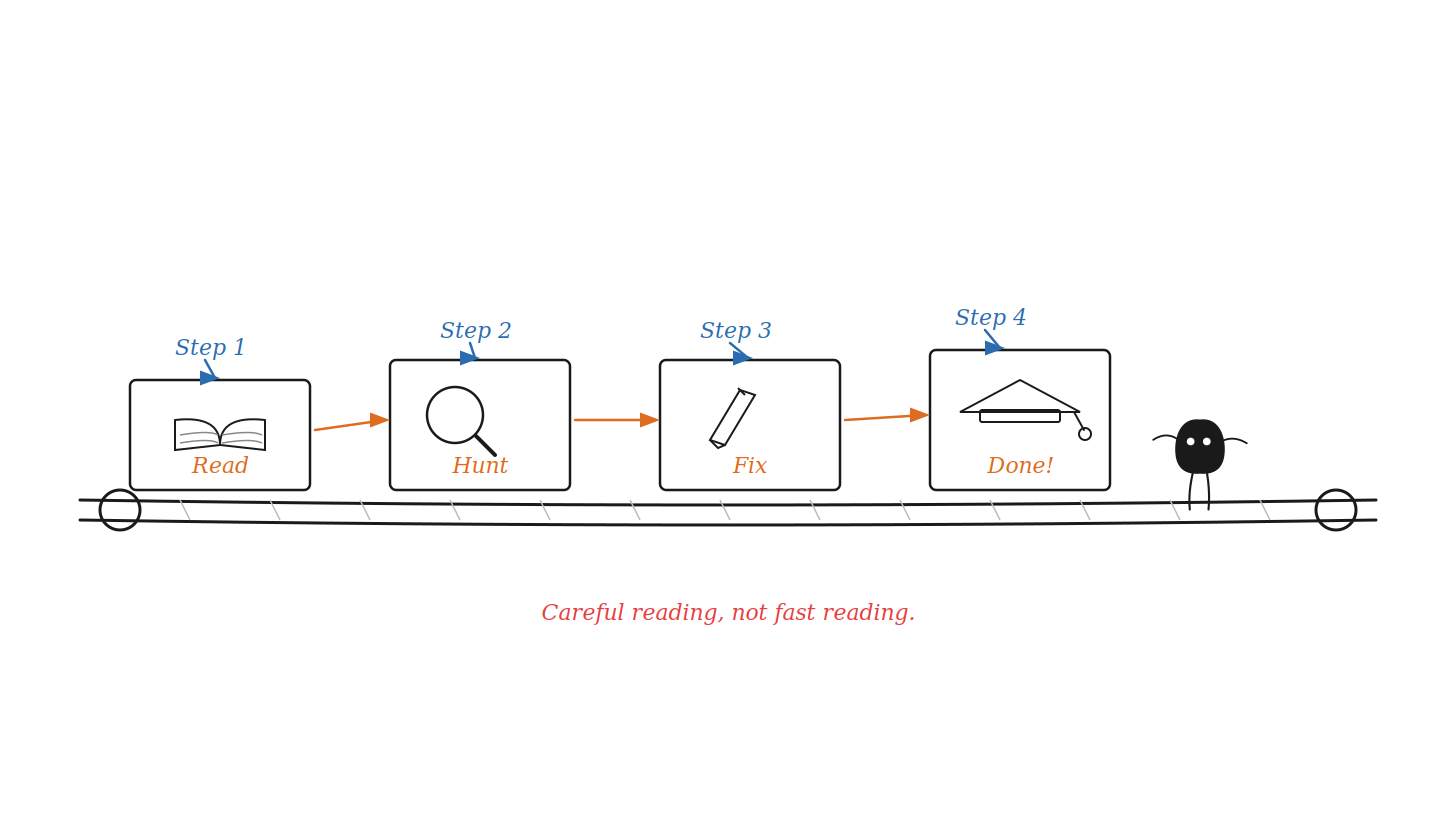 Step 1
Step 2
Step 3
Step 4
Read
Hunt
Fix
Done!
Careful reading, not fast reading.